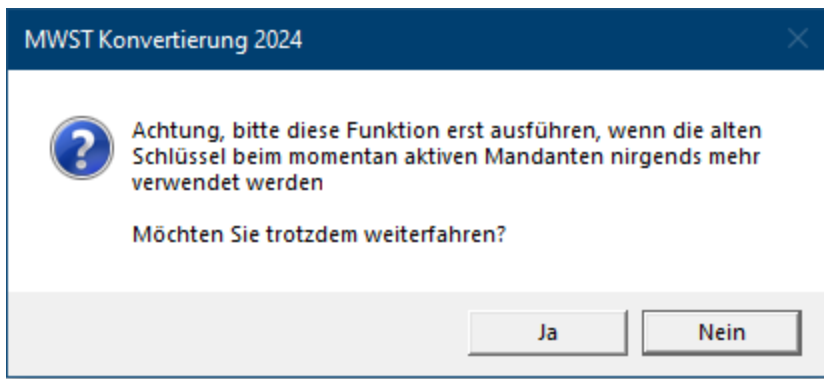 MWST Konvertierung 2024
Achtung, bitte diese Funktion erst ausführen, wenn die alten
Schlüssel beim momentan aktiven Mandanten nirgends mehr
verwendet werden
Möchten Sie trotzdem weiterfahren?
Ja
Nein